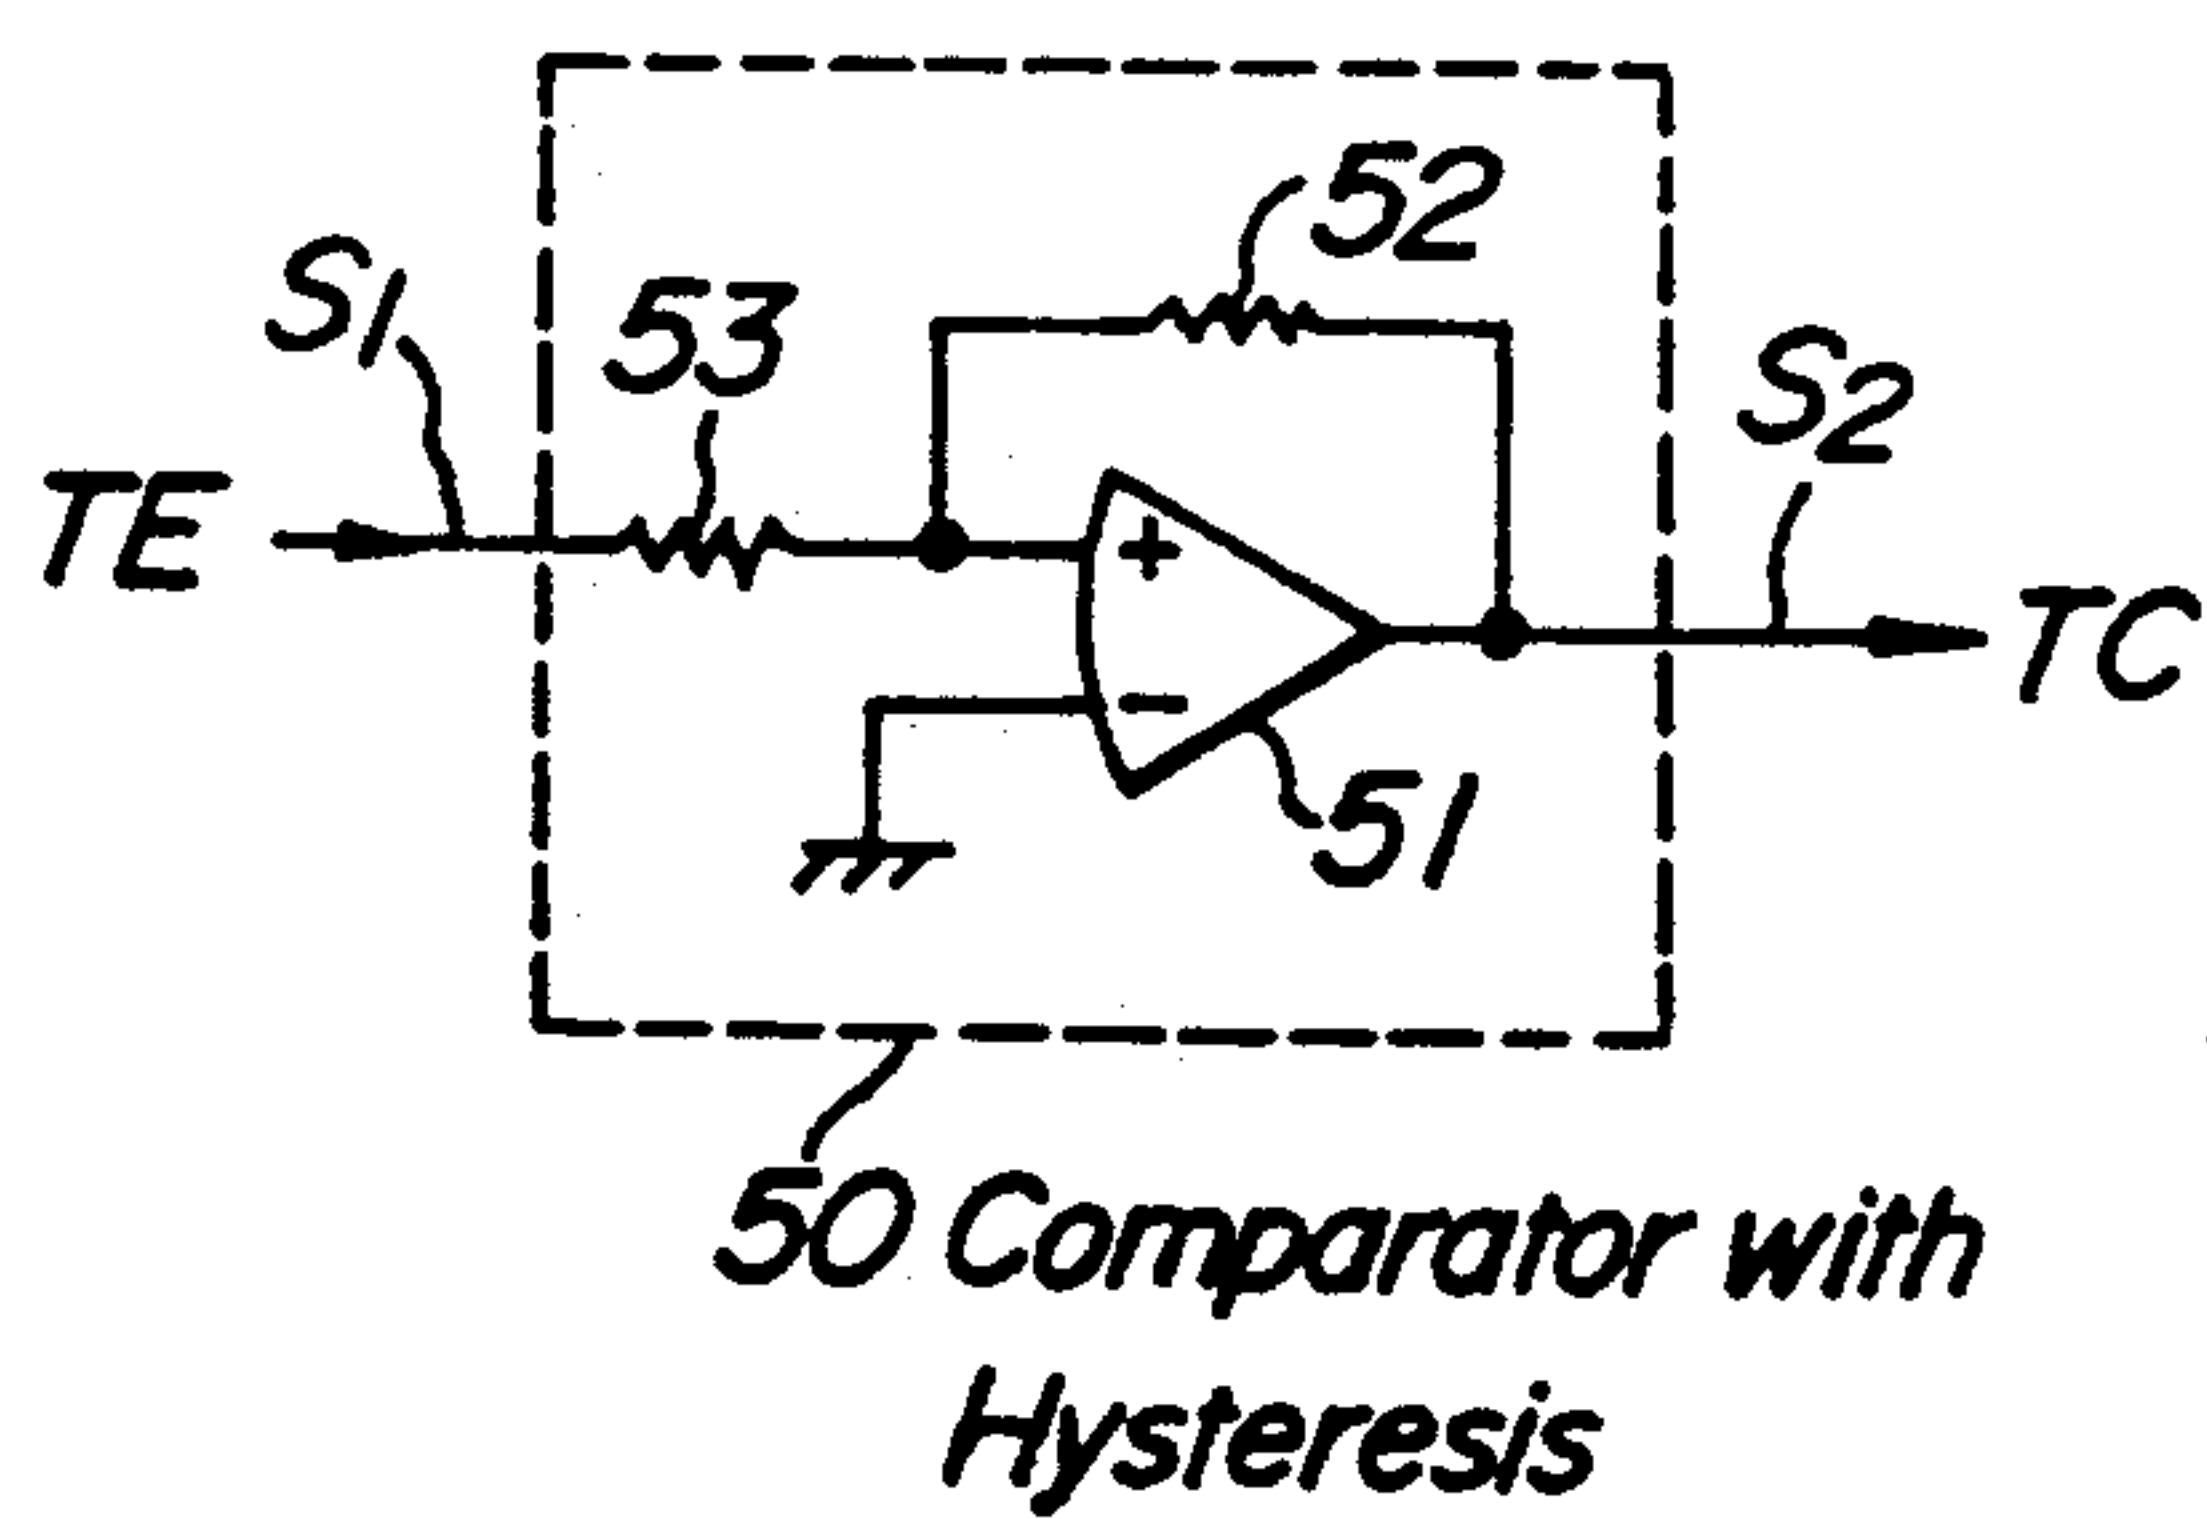 52
S1
53
S2
TE
+
TC
-
51
50 Comparator with
Hysteresis